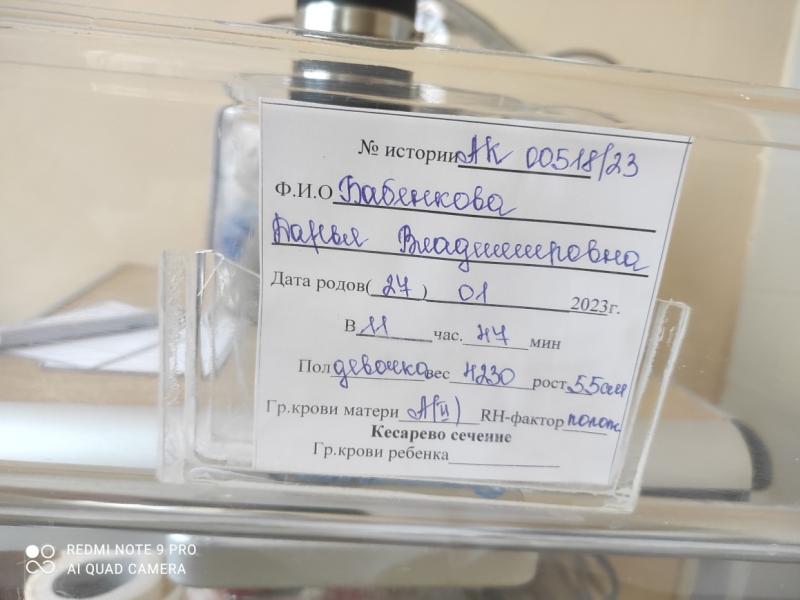 № истории АК 00518/23
Ф.И.О Бабенкова
Дарья Владимировна
Дата родов( 27 ) 01 2023г.
В 11 час. 47 мин
Пол девочка вес 4230 рост 55см
Гр.крови матери А(II) RH-фактор полож
Кесарево сечение
Гр.крови ребенка
REDMI NOTE 9 PRO
AI QUAD CAMERA